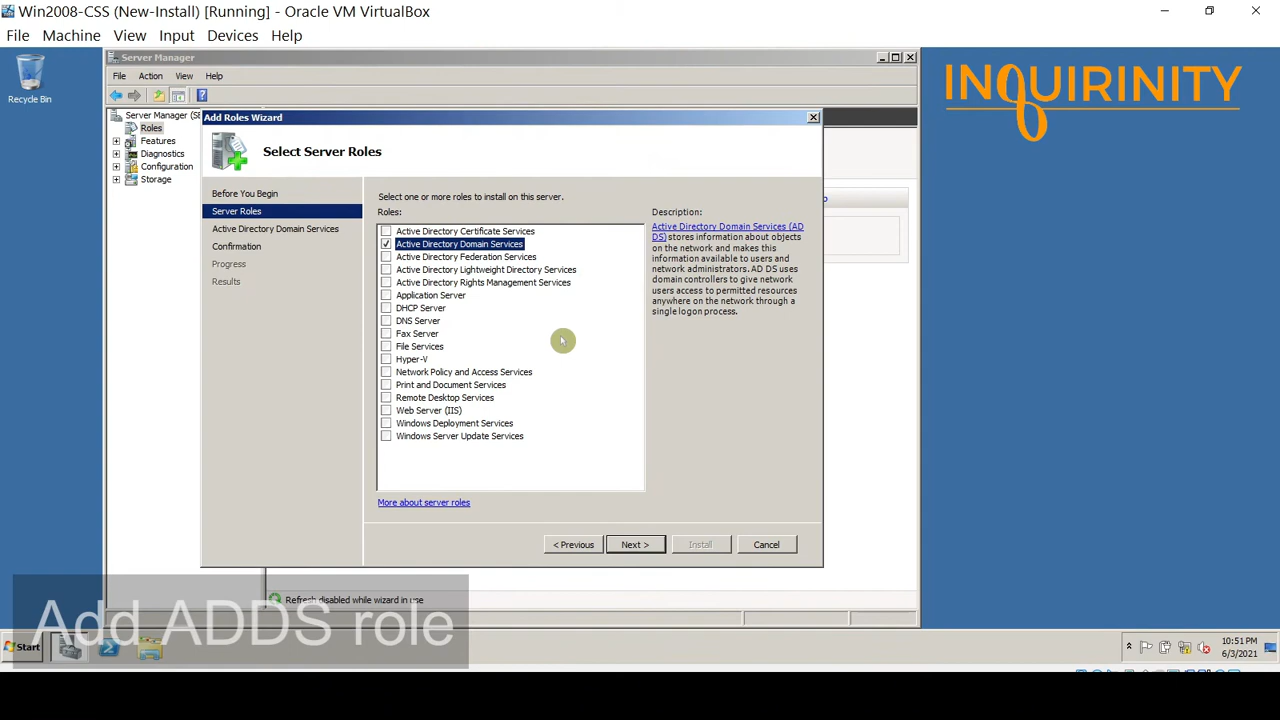 Win2008-CSS (New-Install) [Running] - Oracle VM VirtualBox
File Machine View Input Devices Help
Recycle Bin
INQUIRINITY
Server Manager
File Action View Help
Server Manager (SE
Roles
Features
Diagnostics
Configuration
Storage
Add Roles Wizard
Select Server Roles
Before You Begin
Server Roles
Active Directory Domain Services
Confirmation
Progress
Results
Select one or more roles to install on this server.
Roles:
Active Directory Certificate Services
Active Directory Domain Services
Active Directory Federation Services
Active Directory Lightweight Directory Services
Active Directory Rights Management Services
Application Server
DHCP Server
DNS Server
Fax Server
File Services
Hyper-V
Network Policy and Access Services
Print and Document Services
Remote Desktop Services
Web Server (IIS)
Windows Deployment Services
Windows Server Update Services
More about server roles
Description:
Active Directory Domain Services (AD
DS) stores information about objects
on the network and makes this
information available to users and
network administrators. AD DS uses
domain controllers to give network
users access to permitted resources
anywhere on the network through a
single logon process.
< Previous
Next >
Install
Cancel
Refresh disabled while wizard in use
Add ADDS role
Start
10:51 PM
6/3/2021